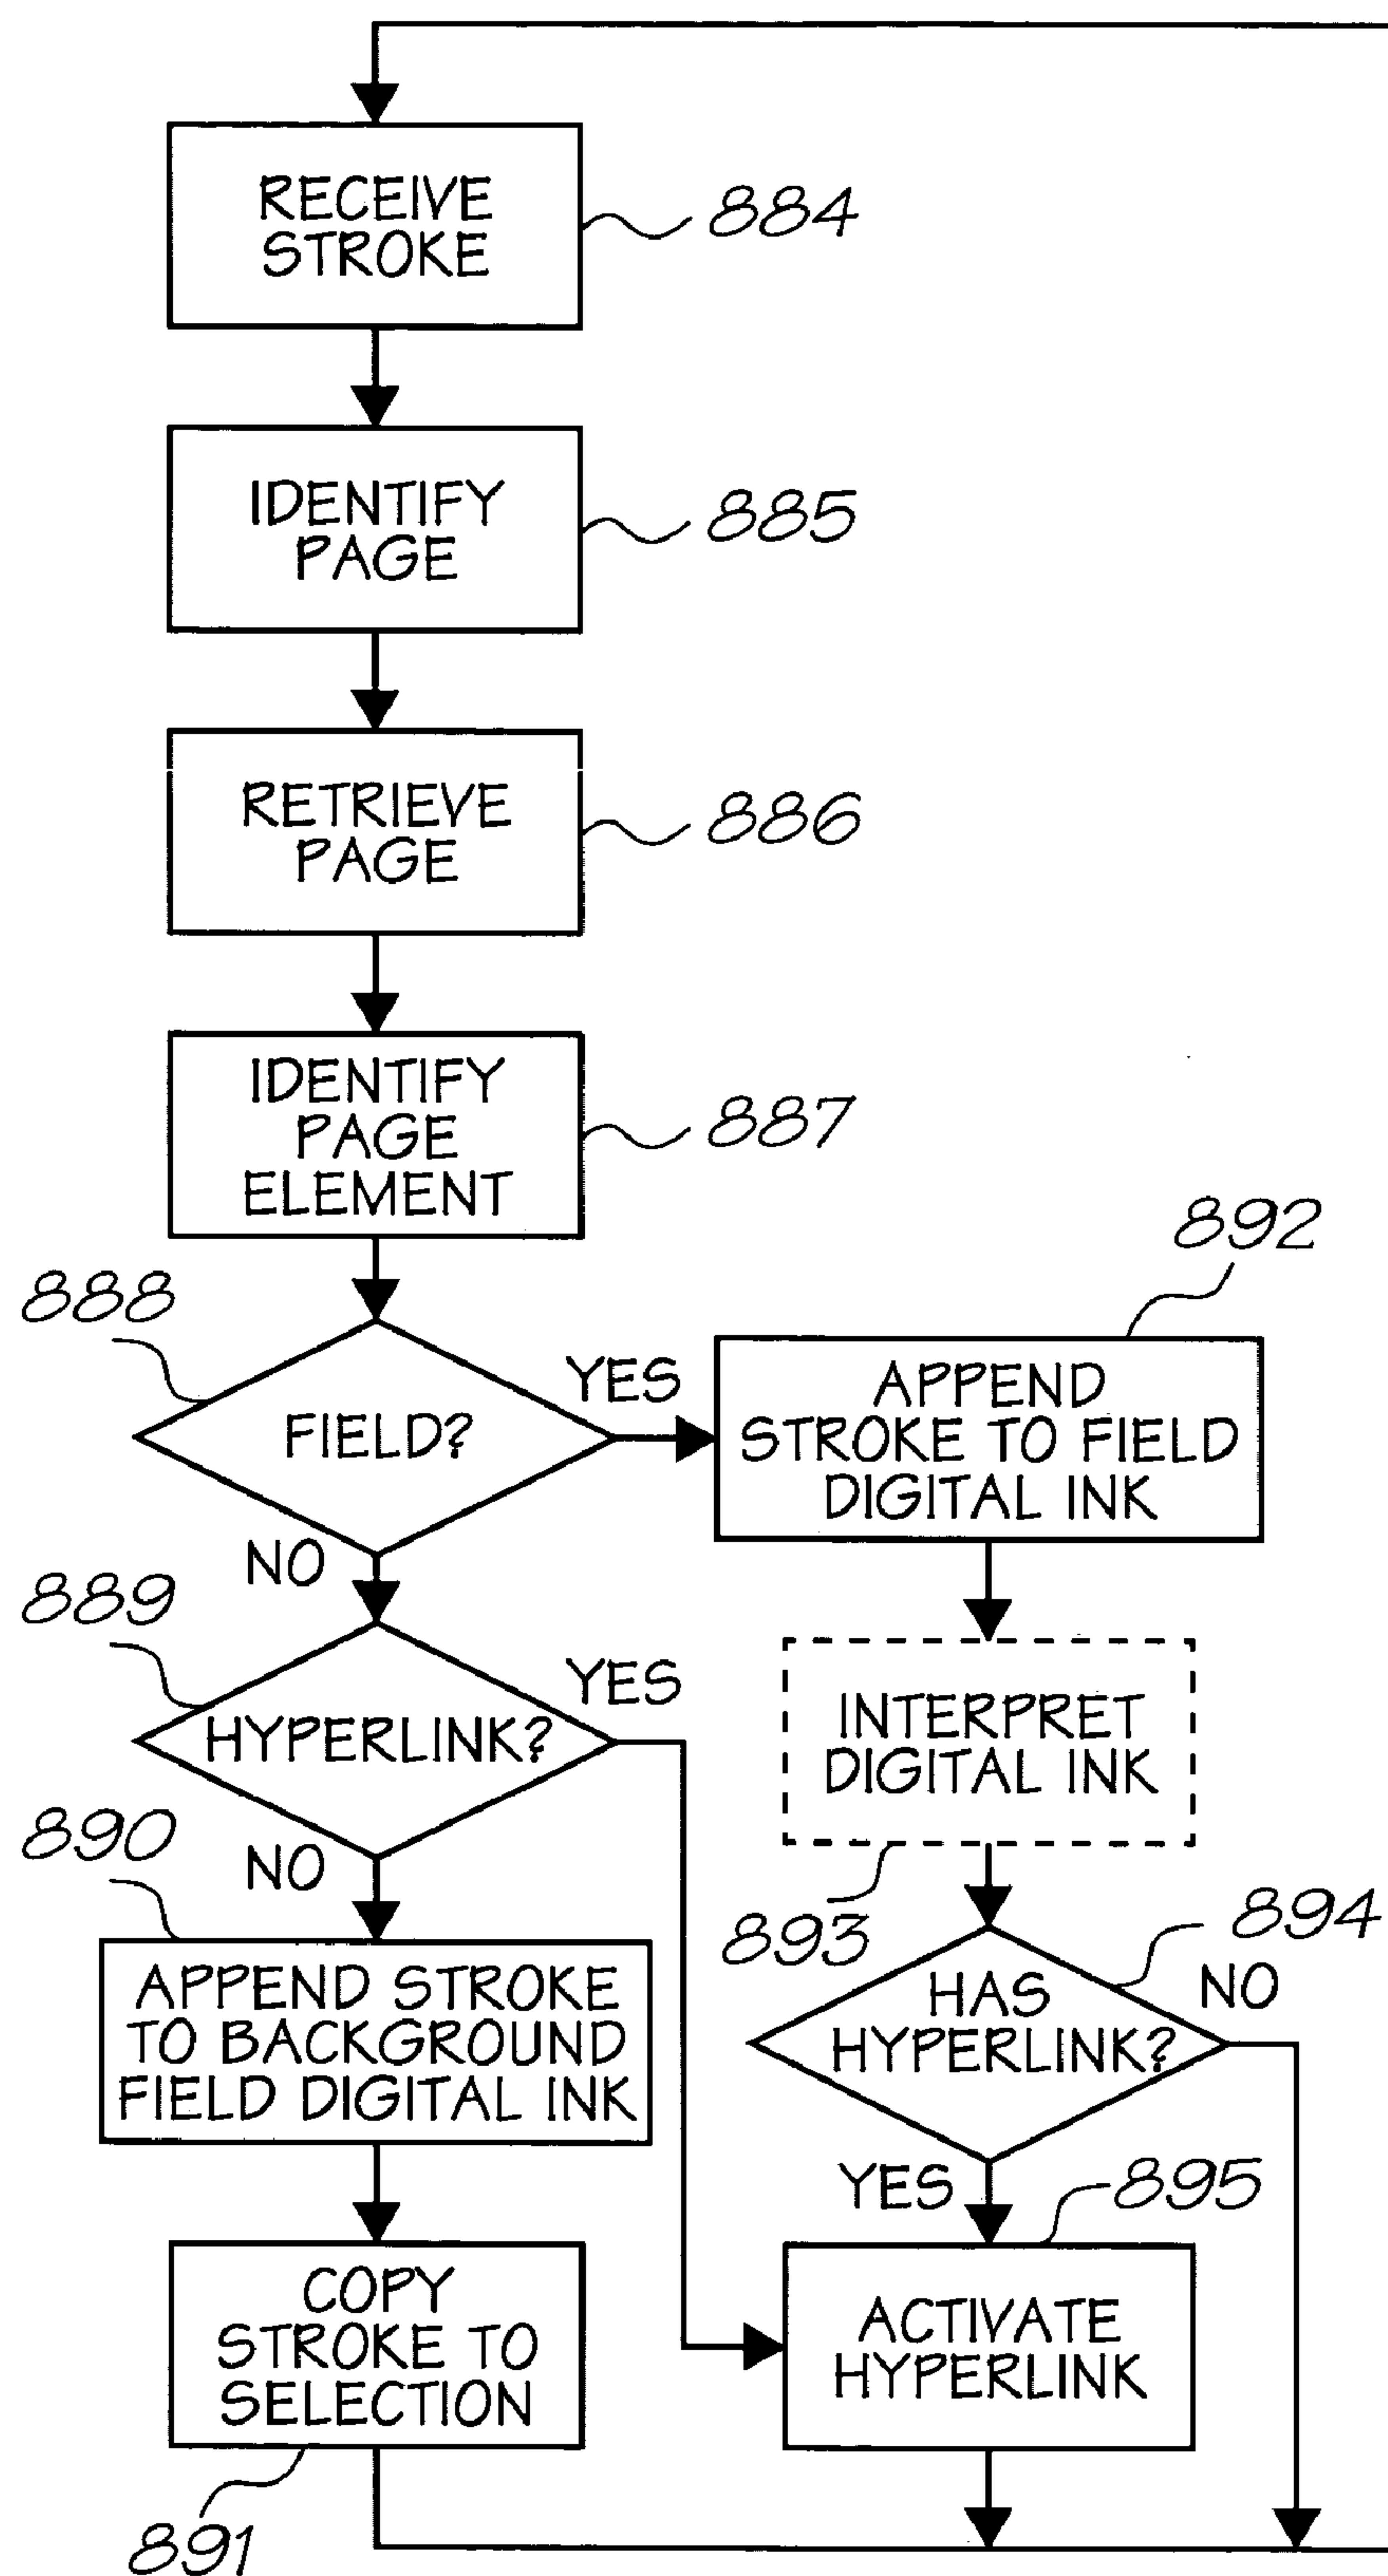 RECEIVE
STROKE
884
IDENTIFY
PAGE
885
RETRIEVE
PAGE
886
IDENTIFY
PAGE
ELEMENT
887
888
FIELD?
YES
NO
892
APPEND
STROKE TO FIELD
DIGITAL INK
889
HYPERLINK?
YES
NO
INTERPRET
DIGITAL INK
893
890
APPEND STROKE
TO BACKGROUND
FIELD DIGITAL INK
894
HAS
HYPERLINK?
NO
YES
895
COPY
STROKE TO
SELECTION
891
ACTIVATE
HYPERLINK